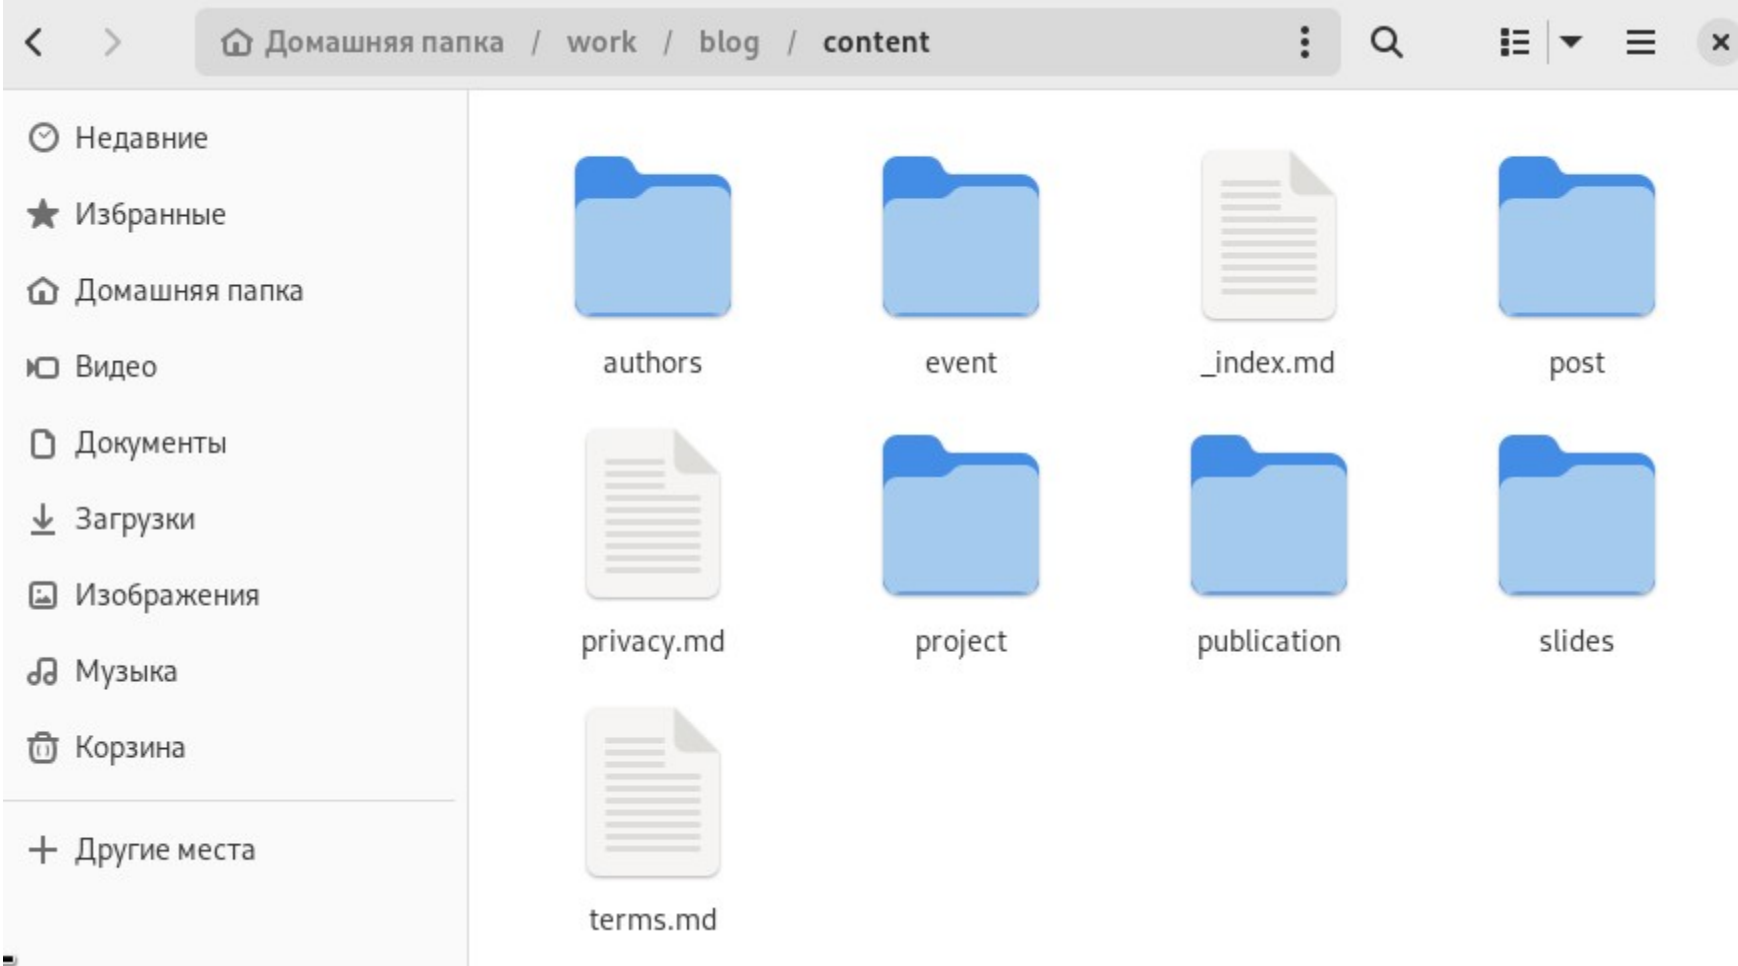 Домашняя папка / work / blog / content
Недавние
Избранные
Домашняя папка
Видео
Документы
Загрузки
Изображения
Музыка
Корзина
Другие места
authors event _index.md post
privacy.md project publication slides
terms.md